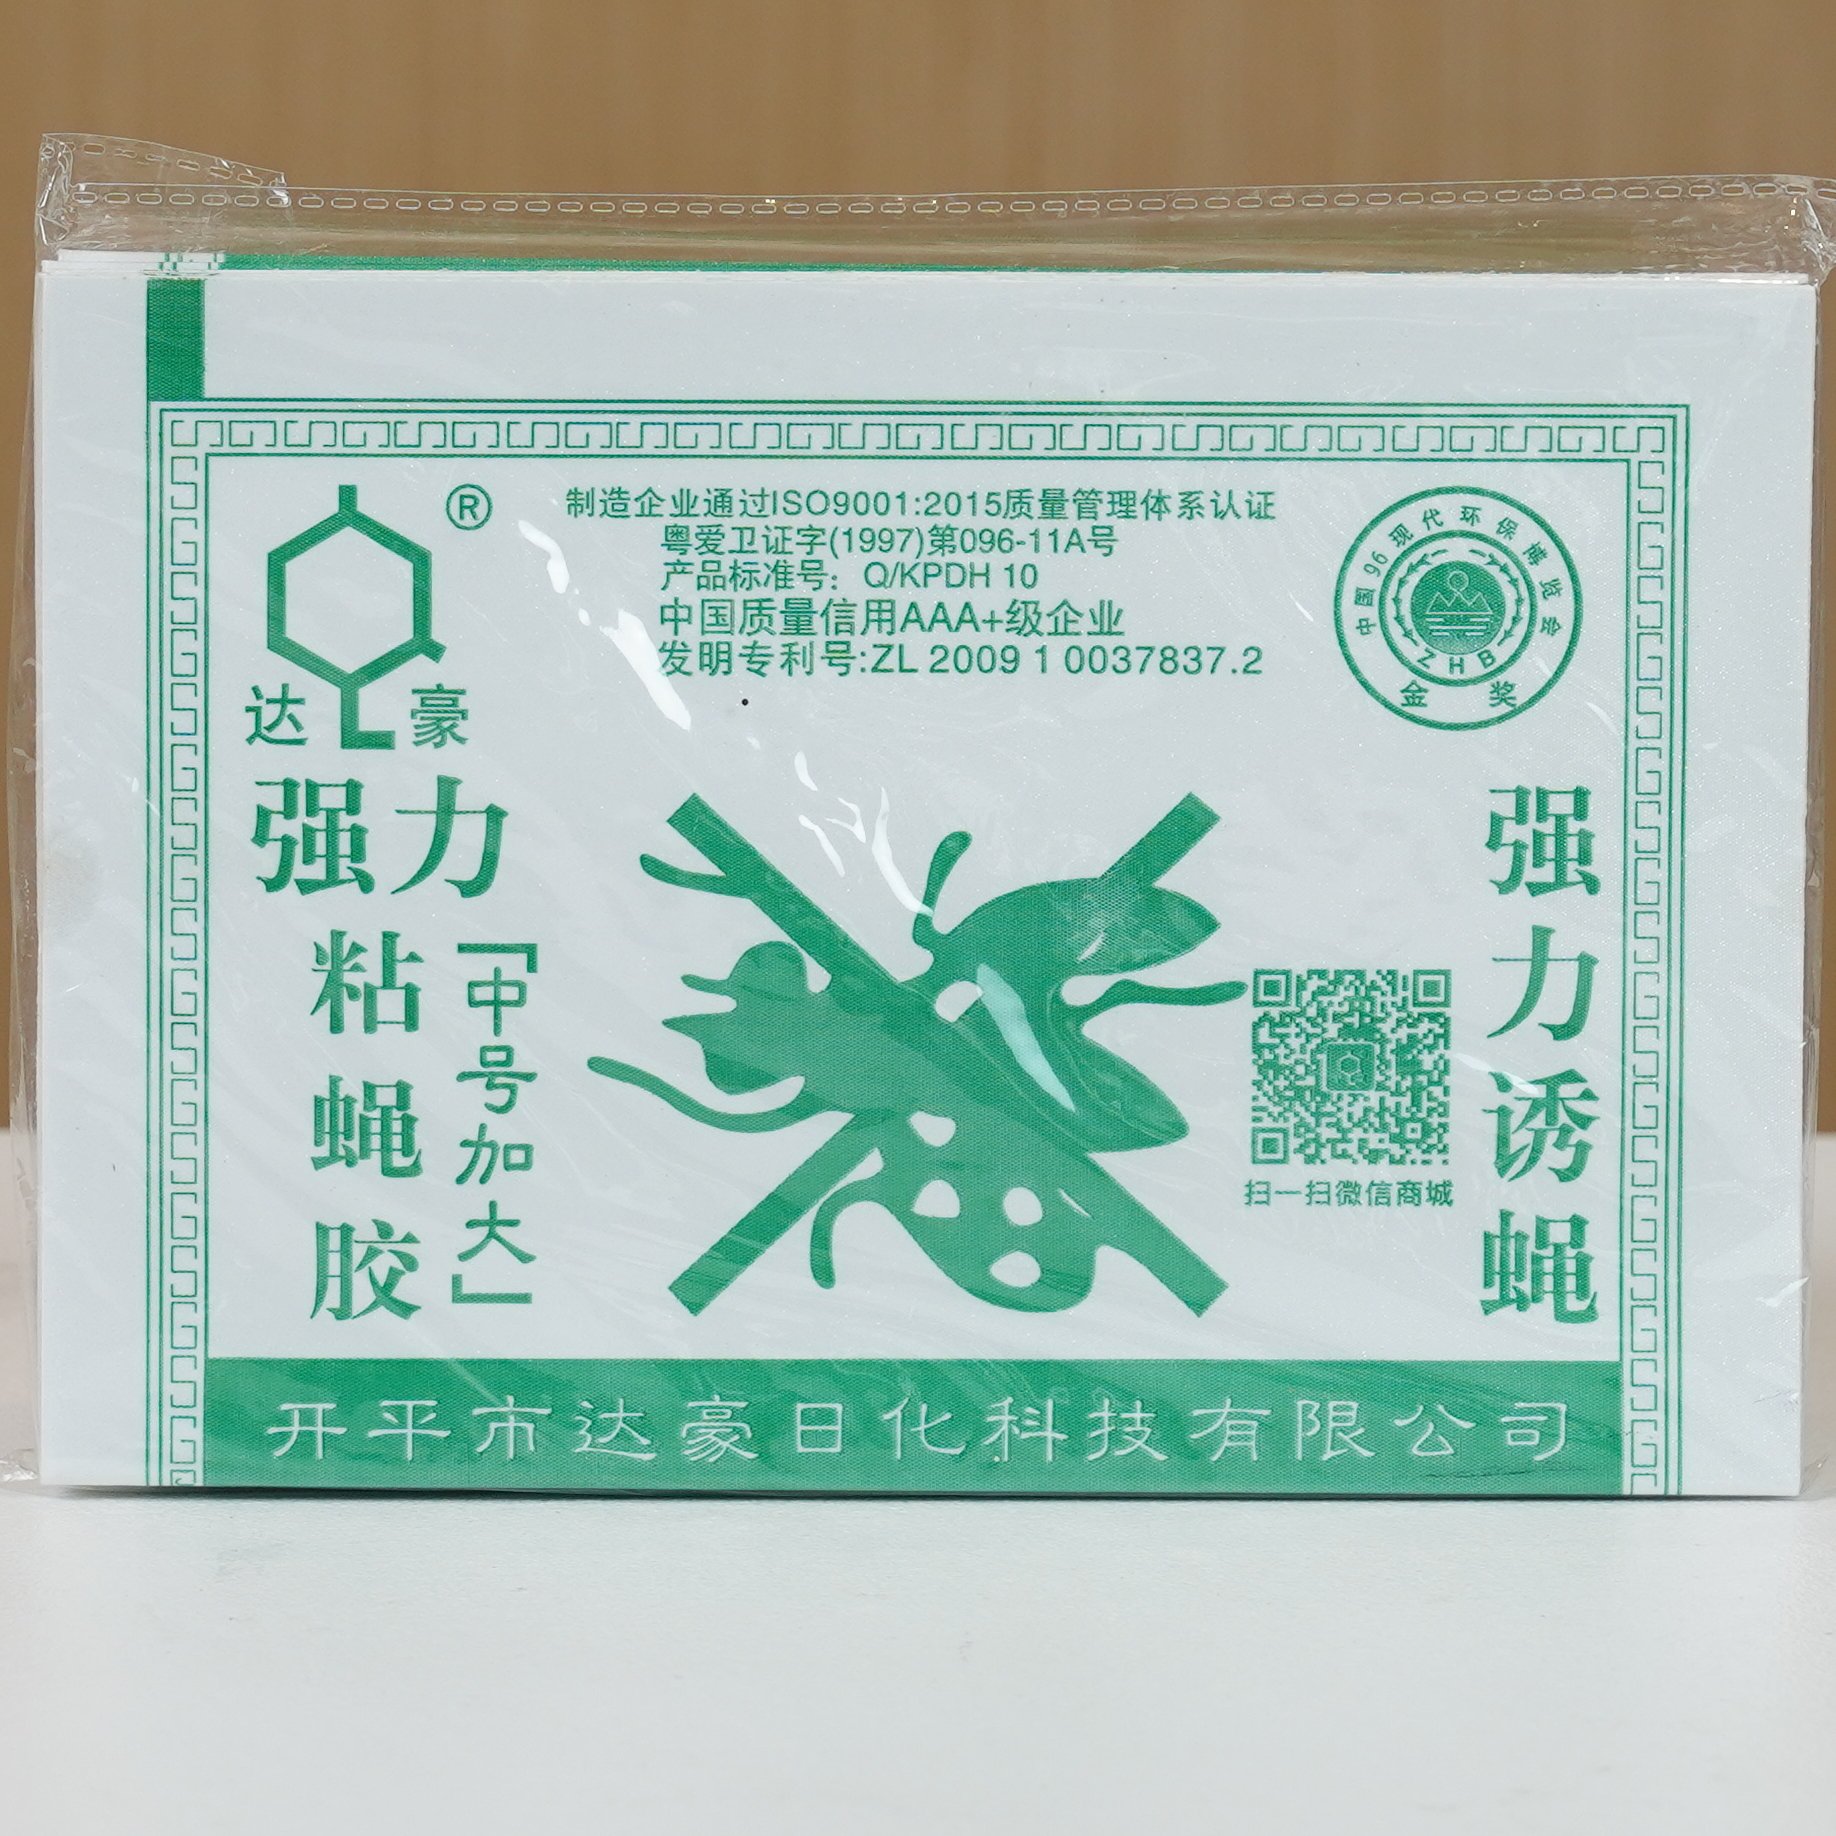 ®
达豪
制造企业通过ISO9001:2015质量管理体系认证
粤爱卫证字(1997)第096-11A号
产品标准号：Q/KPDH 10
中国质量信用AAA+级企业
发明专利号:ZL 2009 1 0037837.2
中国96现代环保博览会
ZHB
金奖
强力
粘蝇胶
「中号加大」
强力诱蝇
扫一扫微信商城
开平市达豪日化科技有限公司